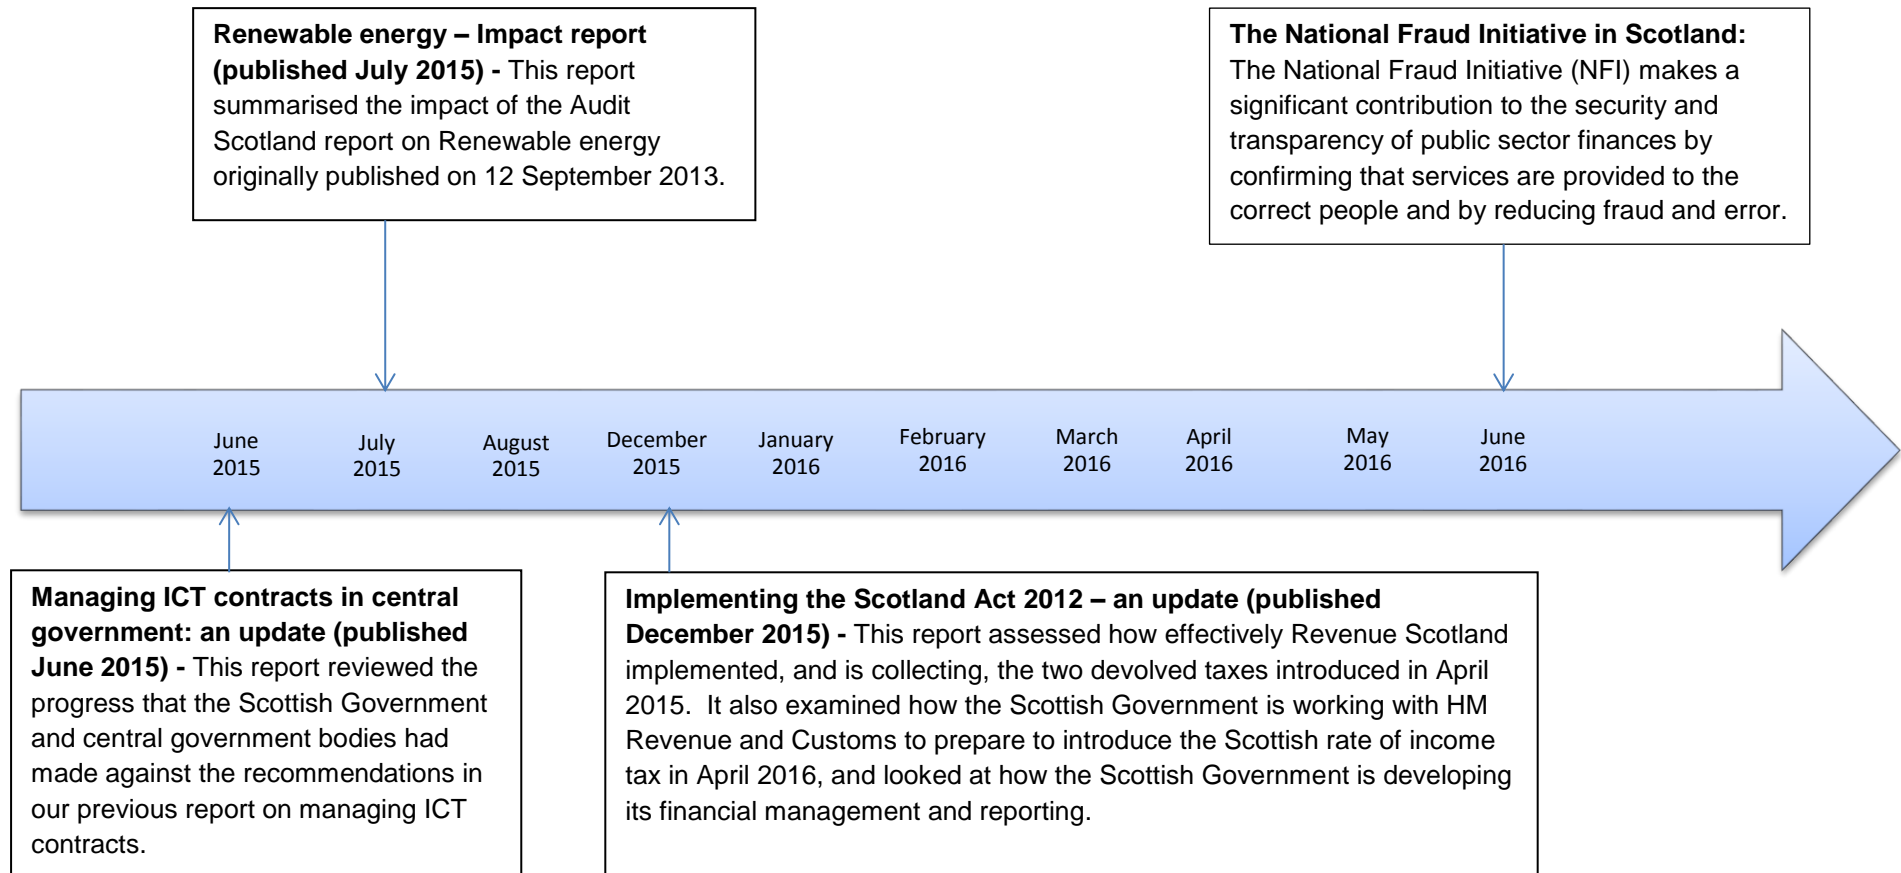 Renewable energy – Impact report
(published July 2015) - This report
summarised the impact of the Audit
Scotland report on Renewable energy
originally published on 12 September 2013.
The National Fraud Initiative in Scotland:
The National Fraud Initiative (NFI) makes a
significant contribution to the security and
transparency of public sector finances by
confirming that services are provided to the
correct people and by reducing fraud and error.
June
2015
July
2015
August
2015
December
2015
January
2016
February
2016
March
2016
April
2016
May
2016
June
2016
Managing ICT contracts in central
government: an update (published
June 2015) - This report reviewed the
progress that the Scottish Government
and central government bodies had
made against the recommendations in
our previous report on managing ICT
contracts.
Implementing the Scotland Act 2012 – an update (published
December 2015) - This report assessed how effectively Revenue Scotland
implemented, and is collecting, the two devolved taxes introduced in April
2015.  It also examined how the Scottish Government is working with HM
Revenue and Customs to prepare to introduce the Scottish rate of income
tax in April 2016, and looked at how the Scottish Government is developing
its financial management and reporting.